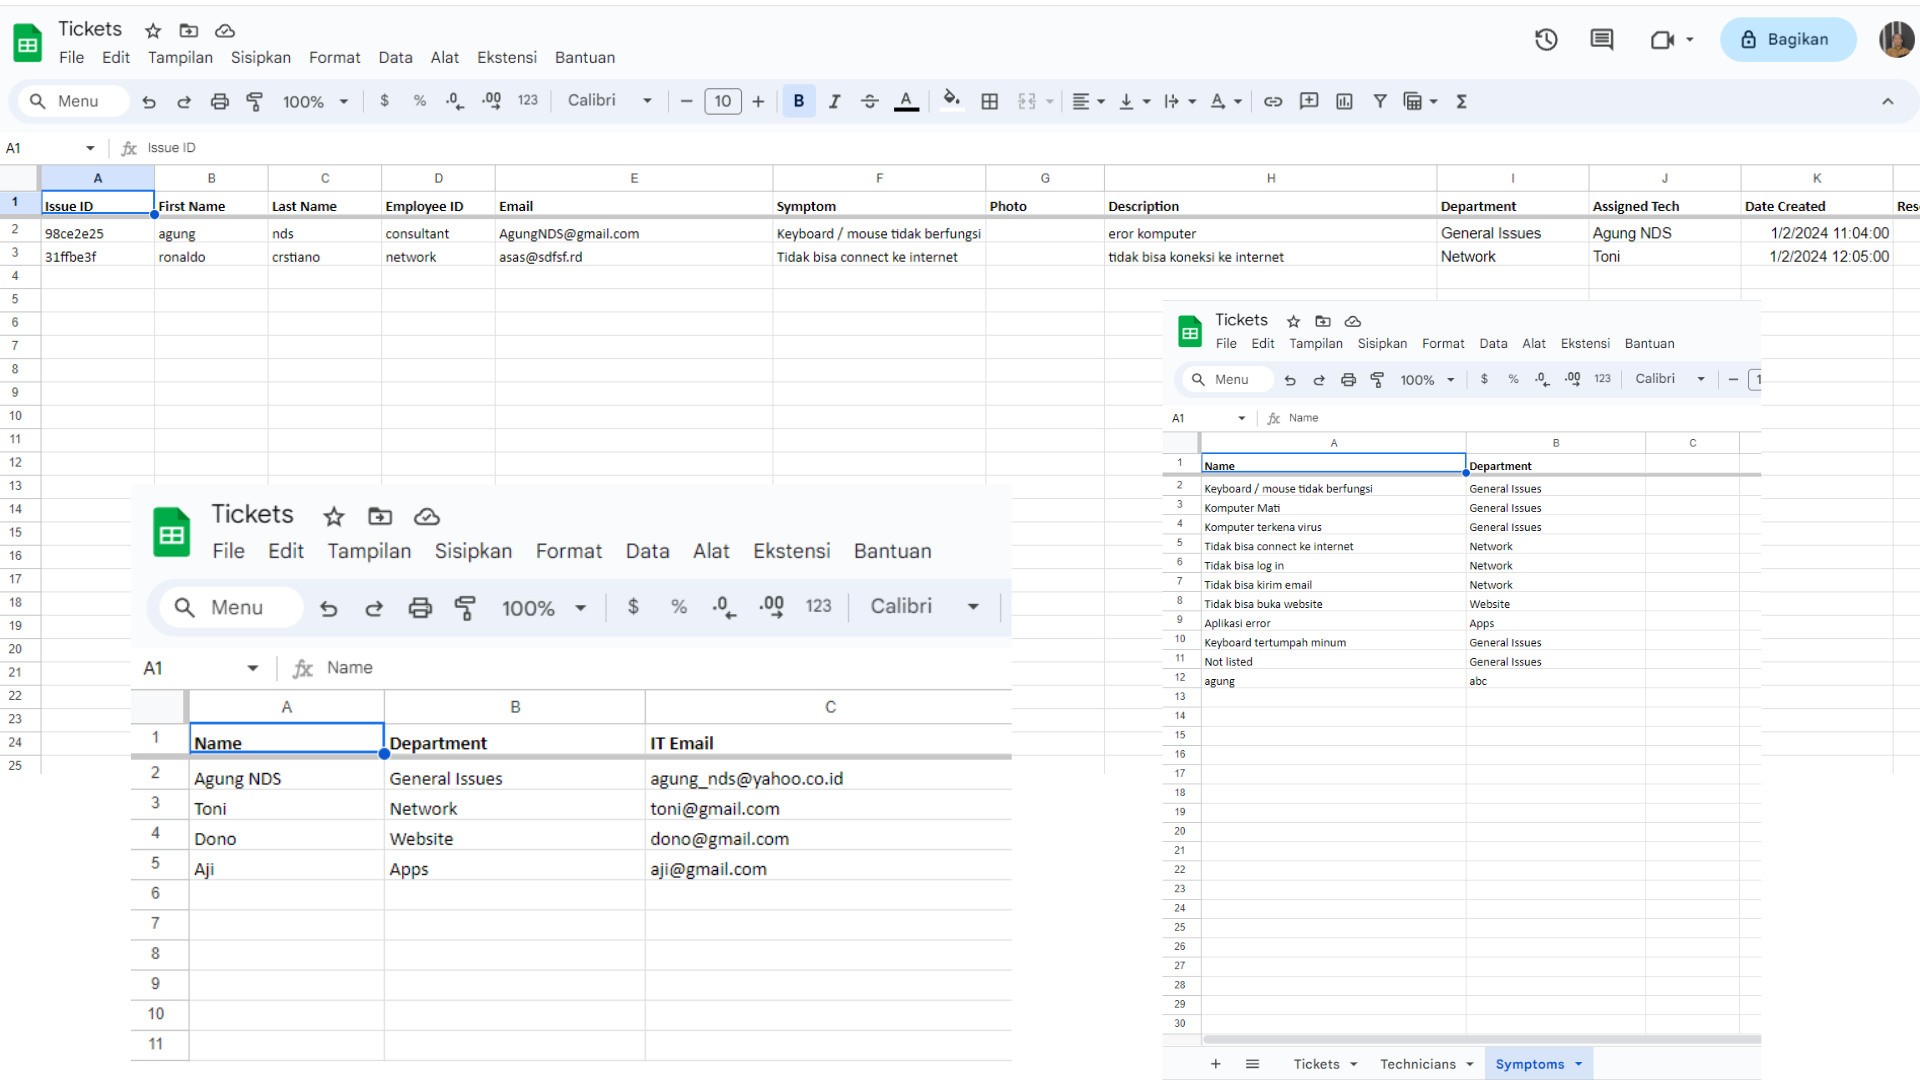 Tickets
File Edit Tampilan Sisipkan Format Data Alat Ekstensi Bantuan
Bagikan
Menu 100% $ % .0 .00 123 Calibri 10 B I A Σ
A1 fx Issue ID
A B C D E F G H I J K
1 Issue ID First Name Last Name Employee ID Email Symptom Photo Description Department Assigned Tech Date Created Res
2 98ce2e25 agung nds consultant AgungNDS@gmail.com Keyboard / mouse tidak berfungsi eror komputer General Issues Agung NDS 1/2/2024 11:04:00
3 31ffbe3f ronaldo crstiano network asas@sdfsf.rd Tidak bisa connect ke internet tidak bisa koneksi ke internet Network Toni 1/2/2024 12:05:00
4
5
6
7
8
9
10
11
12
13
14
15
16
17
18
19
20
21
22
23
24
25
Tickets
File Edit Tampilan Sisipkan Format Data Alat Ekstensi Bantuan
Menu 100% $ % .0 .00 123 Calibri
A1 fx Name
A B C
1 Name Department IT Email
2 Agung NDS General Issues agung_nds@yahoo.co.id
3 Toni Network toni@gmail.com
4 Dono Website dono@gmail.com
5 Aji Apps aji@gmail.com
6
7
8
9
10
11
Tickets
File Edit Tampilan Sisipkan Format Data Alat Ekstensi Bantuan
Menu 100% $ % .0 .00 123 Calibri 1
A1 fx Name
A B C
1 Name Department
2 Keyboard / mouse tidak berfungsi General Issues
3 Komputer Mati General Issues
4 Komputer terkena virus General Issues
5 Tidak bisa connect ke internet Network
6 Tidak bisa log in Network
7 Tidak bisa kirim email Network
8 Tidak bisa buka website Website
9 Aplikasi error Apps
10 Keyboard tertumpah minum General Issues
11 Not listed General Issues
12 agung abc
13
14
15
16
17
18
19
20
21
22
23
24
25
26
27
28
29
30
Tickets Technicians Symptoms